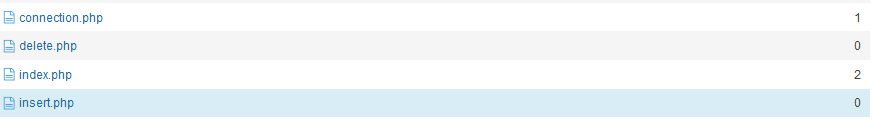 connection.php 1
delete.php 0
index.php 2
insert.php 0